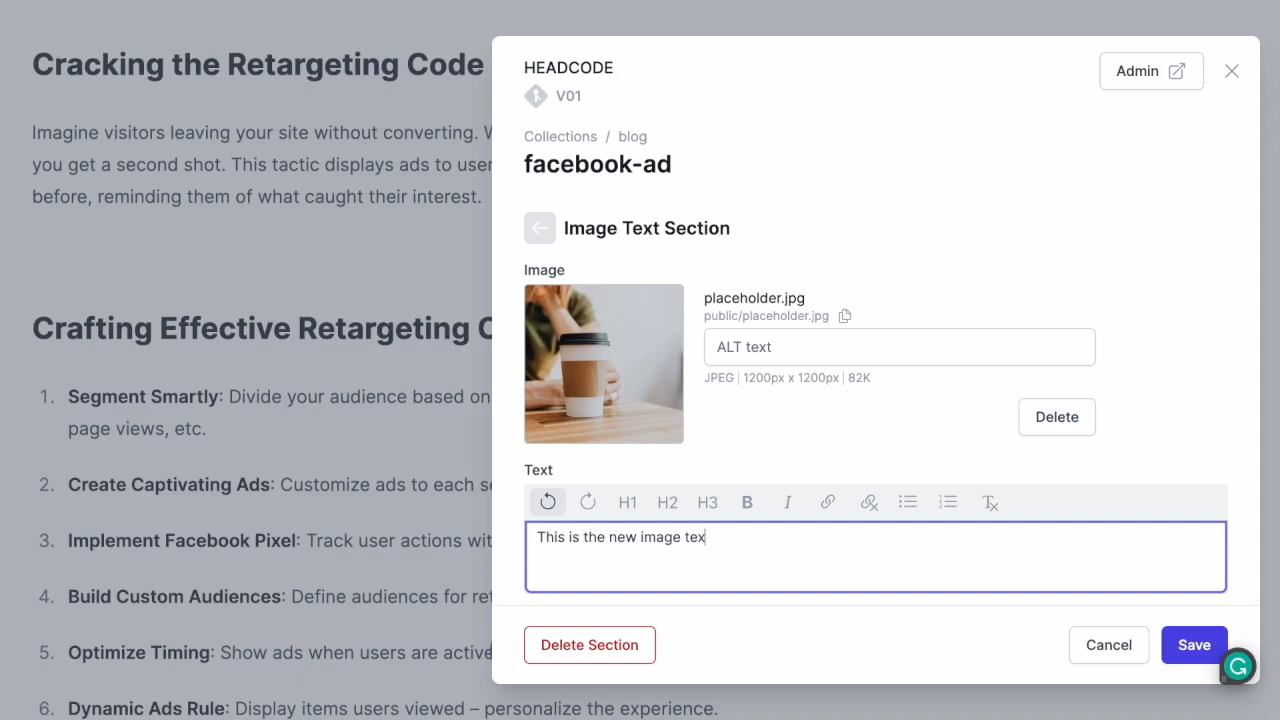 Cracking the Retargeting Code
Imagine visitors leaving your site without converting.
you get a second shot. This tactic displays ads to
before, reminding them of what caught their interest.
Crafting Effective Retargeting
1. Segment Smartly: Divide your audience based on
page views, etc.
2. Create Captivating Ads: Customize ads to each
3. Implement Facebook Pixel: Track user actions
4. Build Custom Audiences: Define audiences for
5. Optimize Timing: Show ads when users are active
6. Dynamic Ads Rule: Display items users viewed – personalize the experience.
HEADCODE
V01
Admin
Collections / blog
facebook-ad
Image Text Section
Image
placeholder.jpg
public/placeholder.jpg
ALT text
JPEG | 1200px x 1200px | 82K
Delete
Text
H1 H2 H3 B I
This is the new image tex
Delete Section
Cancel
Save